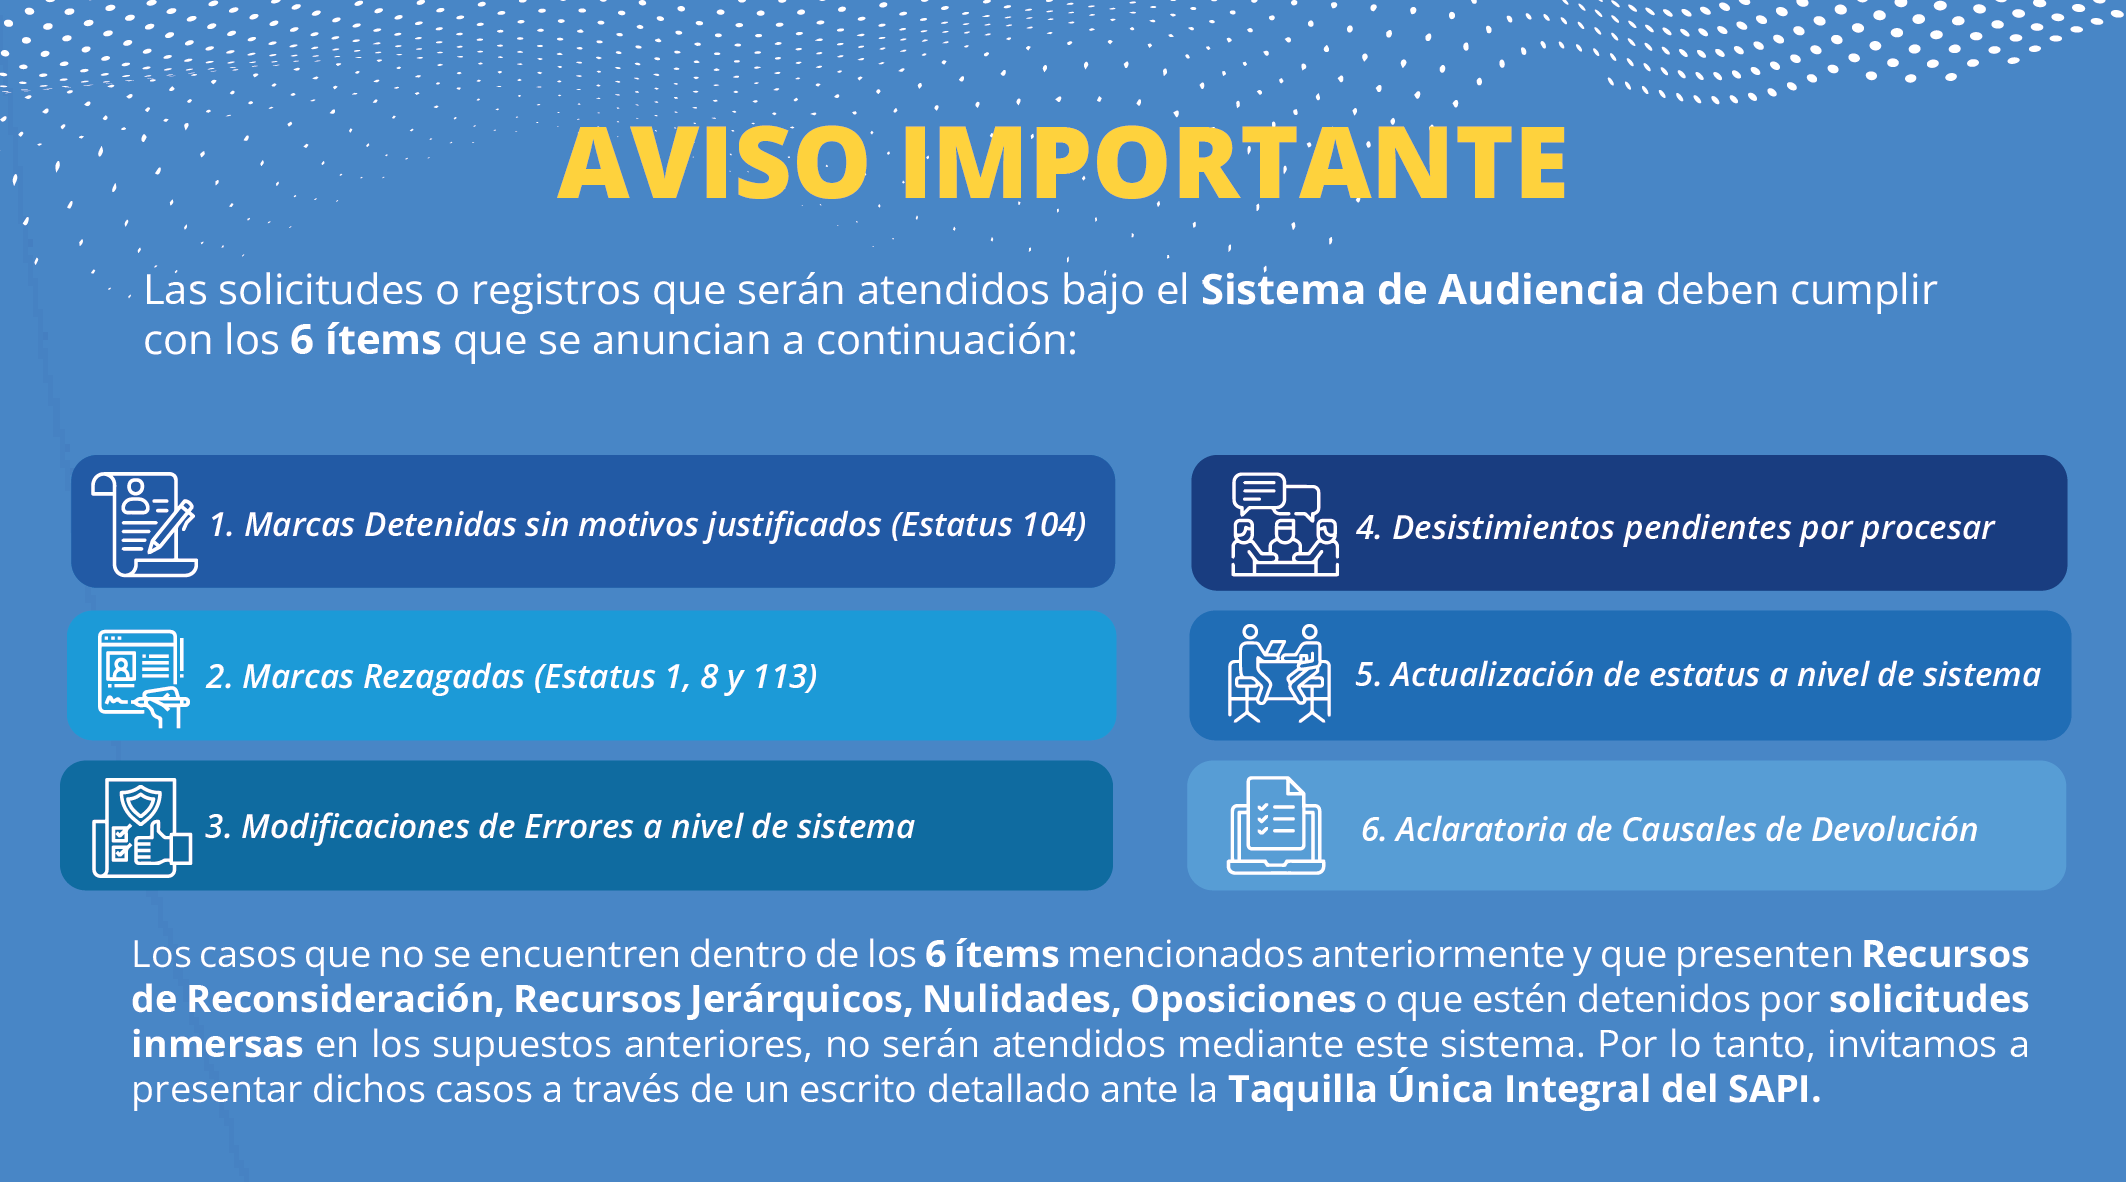 AVISO IMPORTANTE
Las solicitudes o registros que serán atendidos bajo el Sistema de Audiencia deben cumplir
con los 6 ítems que se anuncian a continuación:
1. Marcas Detenidas sin motivos justificados (Estatus 104)
2. Marcas Rezagadas (Estatus 1, 8 y 113)
3. Modificaciones de Errores a nivel de sistema
4. Desistimientos pendientes por procesar
5. Actualización de estatus a nivel de sistema
6. Aclaratoria de Causales de Devolución
Los casos que no se encuentren dentro de los 6 ítems mencionados anteriormente y que presenten Recursos
de Reconsideración, Recursos Jerárquicos, Nulidades, Oposiciones o que estén detenidos por solicitudes
inmersas en los supuestos anteriores, no serán atendidos mediante este sistema. Por lo tanto, invitamos a
presentar dichos casos a través de un escrito detallado ante la Taquilla Única Integral del SAPI.